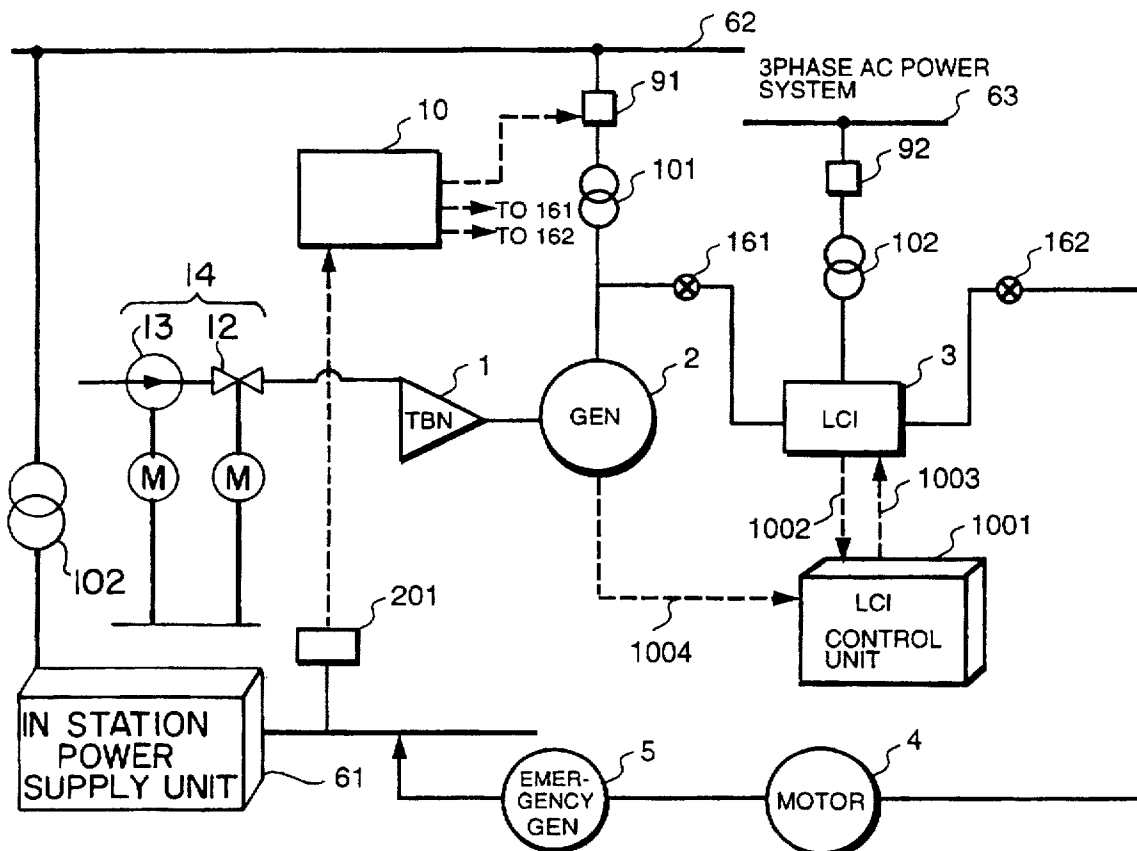 62
3PHASE AC POWER
SYSTEM
91
63
10
92
101
TO 161
TO 162
161
102
162
14
13
12
1
2
3
TBN
GEN
LCI
M
M
1002
1003
1001
102
201
1004
LCI
CONTROL
UNIT
IN STATION
POWER
SUPPLY UNIT
61
5
4
EMER-
GENCY
GEN
MOTOR